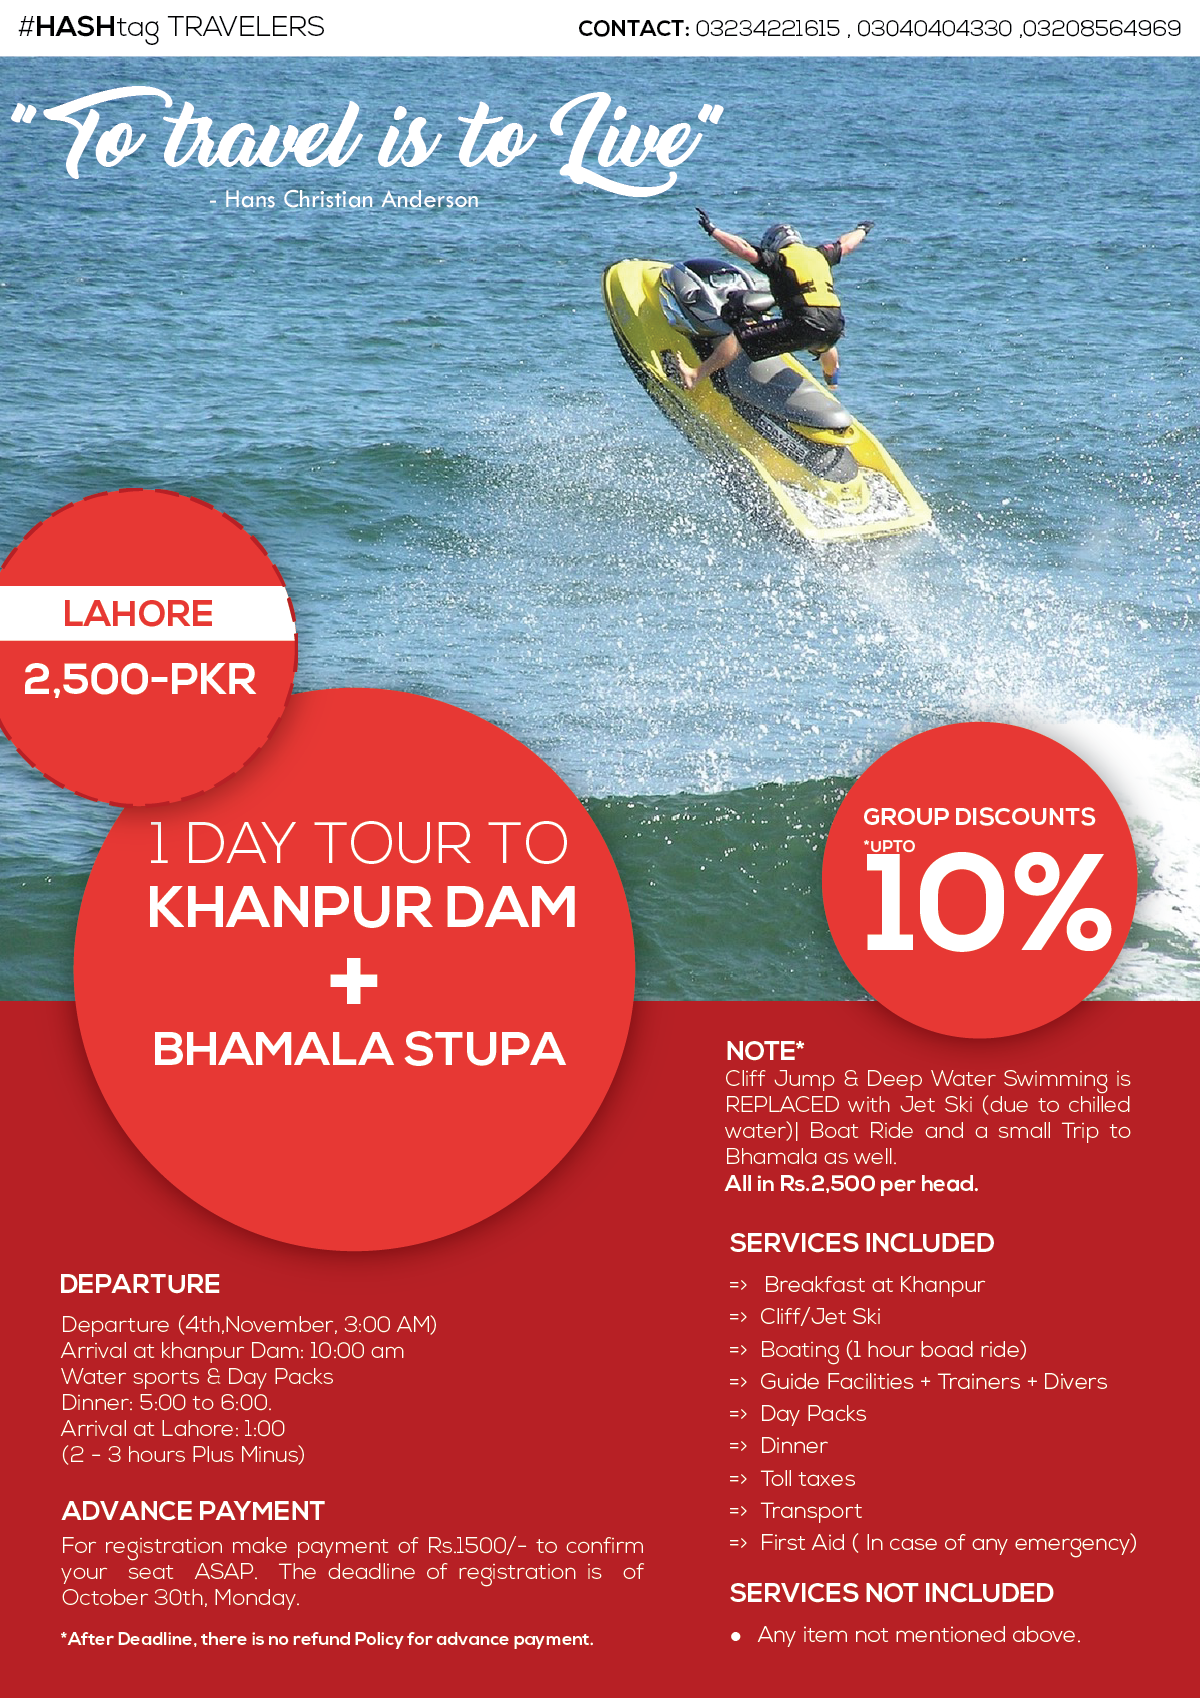 #HASHtag TRAVELERS
CONTACT: 03234221615 , 03040404330 ,03208564969
"To travel is to Live"
- Hans Christian Anderson
LAHORE
2,500-PKR
1 DAY TOUR TO
KHANPUR DAM
+
BHAMALA STUPA
GROUP DISCOUNTS
*UPTO
10%
NOTE*
Cliff Jump & Deep Water Swimming is
REPLACED with Jet Ski (due to chilled
water)| Boat Ride and a small Trip to
Bhamala as well.
All in Rs.2,500 per head.
SERVICES INCLUDED
=> Breakfast at Khanpur
=> Cliff/Jet Ski
=> Boating (1 hour boad ride)
=> Guide Facilities + Trainers + Divers
=> Day Packs
=> Dinner
=> Toll taxes
=> Transport
=> First Aid ( In case of any emergency)
SERVICES NOT INCLUDED
● Any item not mentioned above.
DEPARTURE
Departure (4th,November, 3:00 AM)
Arrival at khanpur Dam: 10:00 am
Water sports & Day Packs
Dinner: 5:00 to 6:00.
Arrival at Lahore: 1:00
(2 - 3 hours Plus Minus)
ADVANCE PAYMENT
For registration make payment of Rs.1500/- to confirm
your seat ASAP. The deadline of registration is of
October 30th, Monday.
*After Deadline, there is no refund Policy for advance payment.